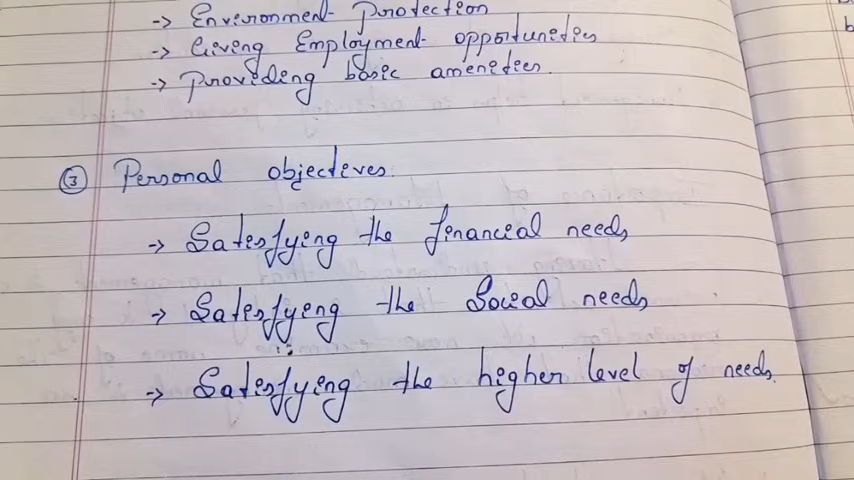 -> Environment Protection
-> Giving Employment opportunities
-> Providing basic amenities.
③ Personal objectives.
-> Satisfying the financial needs
-> Satisfying the Social needs
-> Satisfying the higher level of needs.